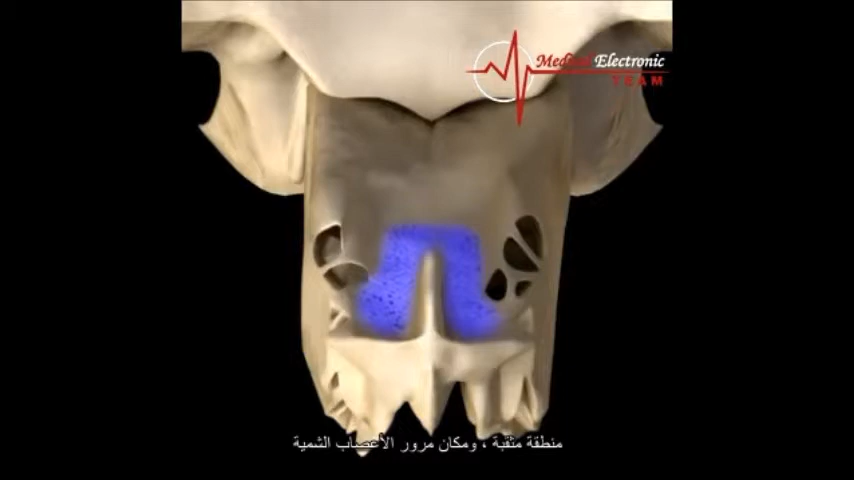 Medical Electronic
TEAM
منطقة مثقبة ، ومكان مرور الأعصاب الشمية